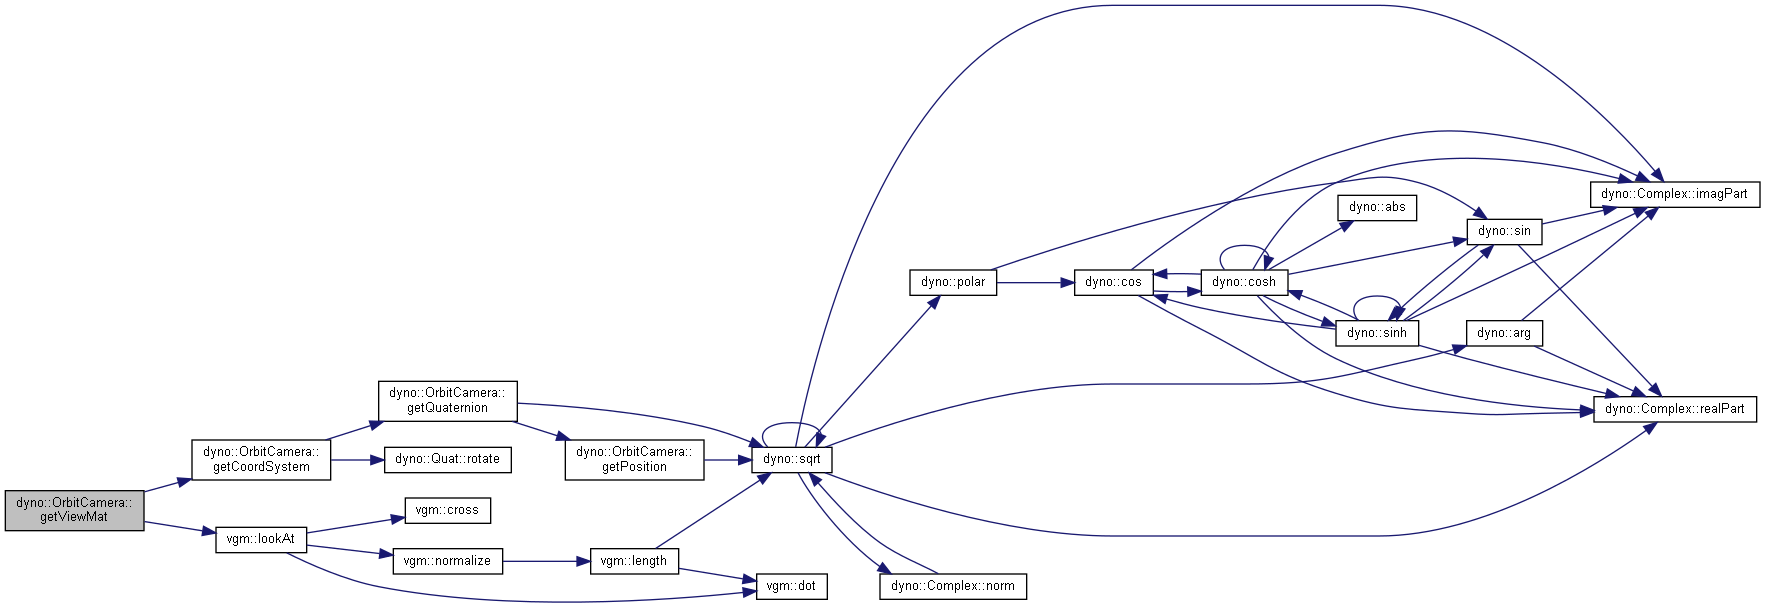 dyno::OrbitCamera::
getViewMat
dyno::OrbitCamera::
getCoordSystem
vgm::lookAt
dyno::OrbitCamera::
getQuaternion
dyno::Quat::rotate
vgm::cross
vgm::normalize
dyno::OrbitCamera::
getPosition
vgm::length
dyno::sqrt
vgm::dot
dyno::polar
dyno::Complex::norm
dyno::cos
dyno::cosh
dyno::abs
dyno::sinh
dyno::sin
dyno::arg
dyno::Complex::imagPart
dyno::Complex::realPart